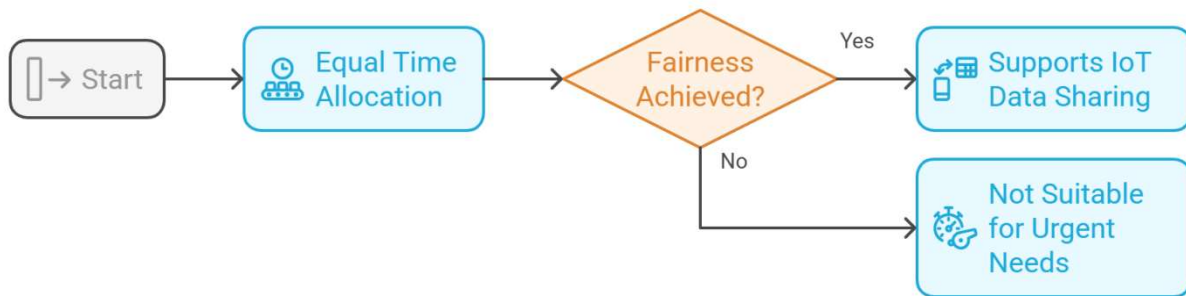 Start
Equal Time
Allocation
Fairness
Achieved?
Yes
Supports IoT
Data Sharing
No
Not Suitable
for Urgent
Needs